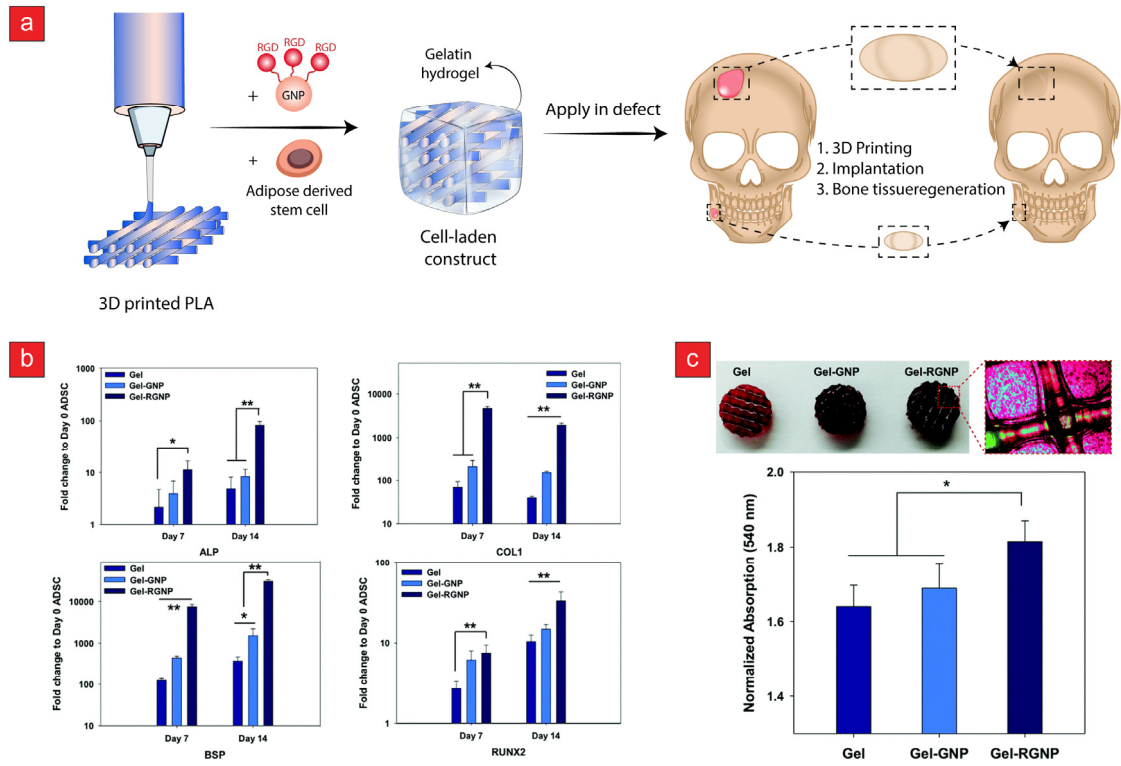 a
RGD RGD RGD
GNP
+
+
Adipose derived
stem cell
3D printed PLA
Gelatin
hydrogel
Cell-laden
construct
Apply in defect
1. 3D Printing
2. Implantation
3. Bone tissueregeneration
b
Fold change to Day 0 ADSC
1000
100
10
1
Gel
Gel-GNP
Gel-RGNP
*
**
Day 7 Day 14
ALP
Fold change to Day 0 ADSC
10000
1000
100
10
Gel
Gel-GNP
Gel-RGNP
**
**
Day 7 Day 14
COL1
Fold change to Day 0 ADSC
10000
1000
100
10
Gel
Gel-GNP
Gel-RGNP
**
*
**
Day 7 Day 14
BSP
Fold change to Day 0 ADSC
100
10
1
Gel
Gel-GNP
Gel-RGNP
**
**
Day 7 Day 14
RUNX2
c
Gel Gel-GNP Gel-RGNP
Normalized Absorption (540 nm)
2.0
1.8
1.6
1.4
*
Gel Gel-GNP Gel-RGNP